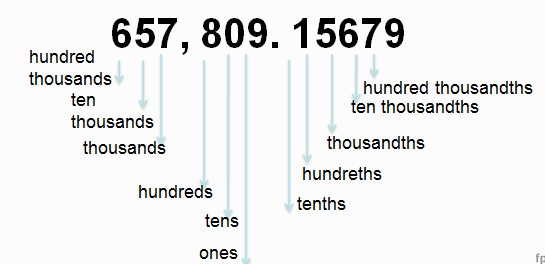 657, 809. 15679
hundred
thousands
ten
thousands
thousands
hundreds
tens
ones
tenths
hundreths
thousandths
ten thousandths
hundred thousandths
fp